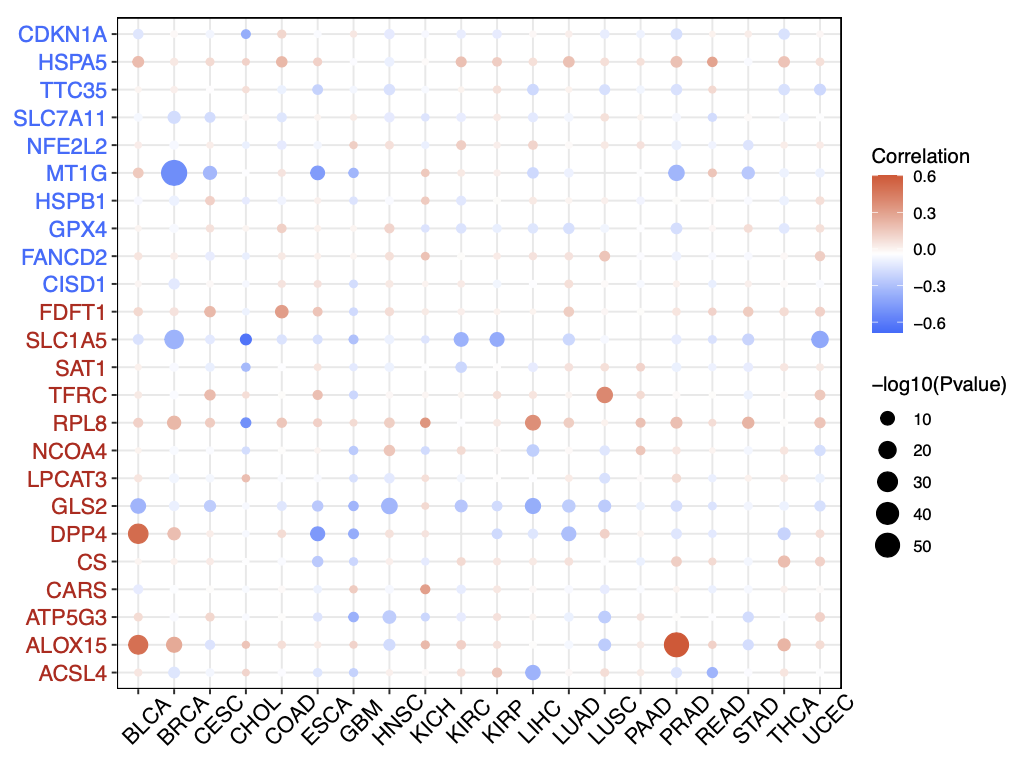 CDKN1A
HSPA5
TTC35
SLC7A11
NFE2L2
MT1G
HSPB1
GPX4
FANCD2
CISD1
FDFT1
SLC1A5
SAT1
TFRC
RPL8
NCOA4
LPCAT3
GLS2
DPP4
CS
CARS
ATP5G3
ALOX15
ACSL4
BLCA
BRCA
CESC
CHOL
COAD
ESCA
GBM
HNSC
KICH
KIRC
KIRP
LIHC
LUAD
LUSC
PAAD
PRAD
READ
STAD
THCA
UCEC
Correlation
0.6
0.3
0.0
−0.3
−0.6
−log10(Pvalue)
10
20
30
40
50